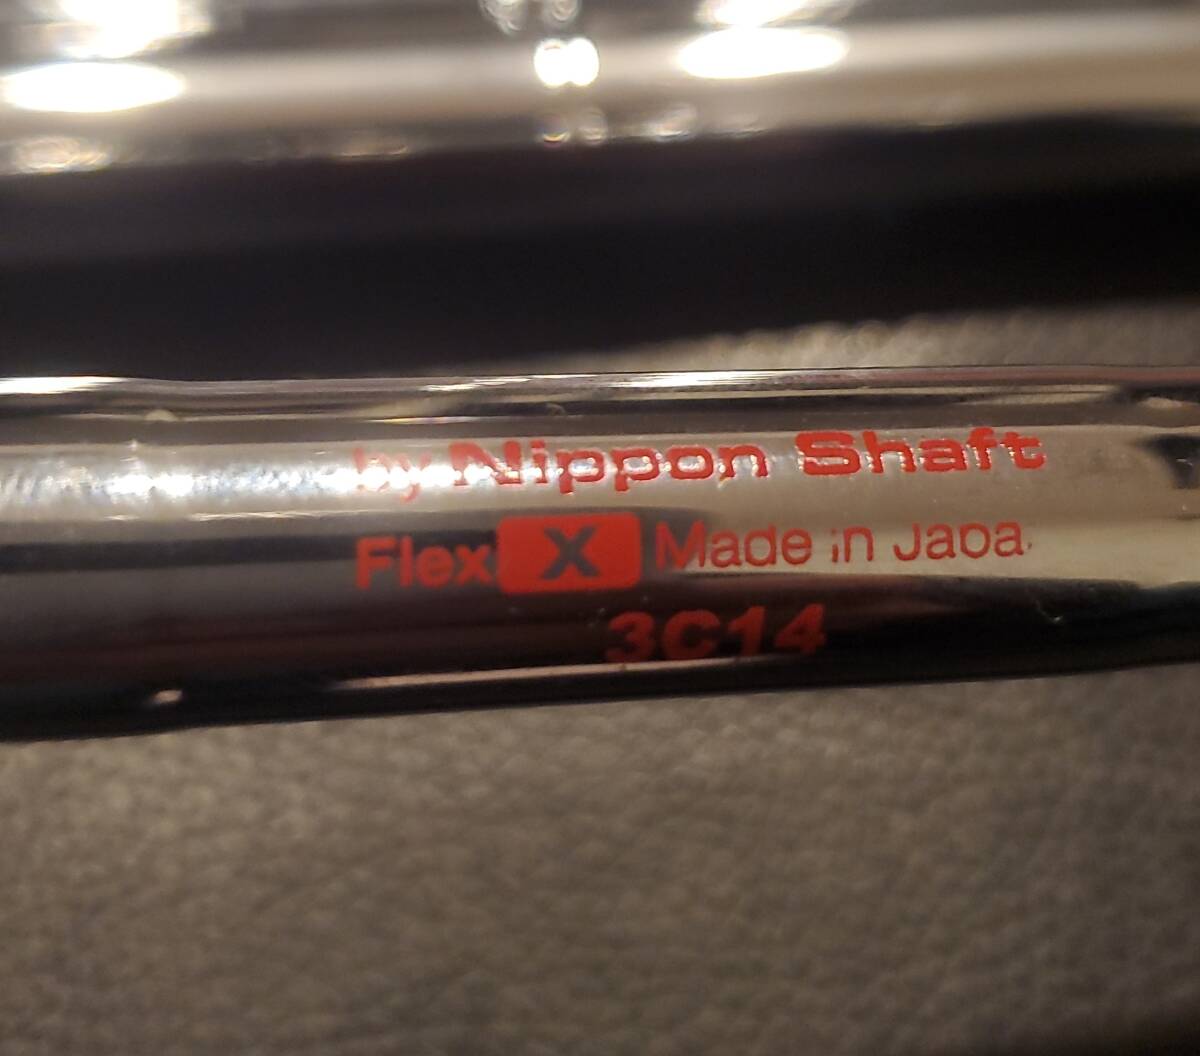 by Nippon Shaft
Flex X Made in Japa
3C14